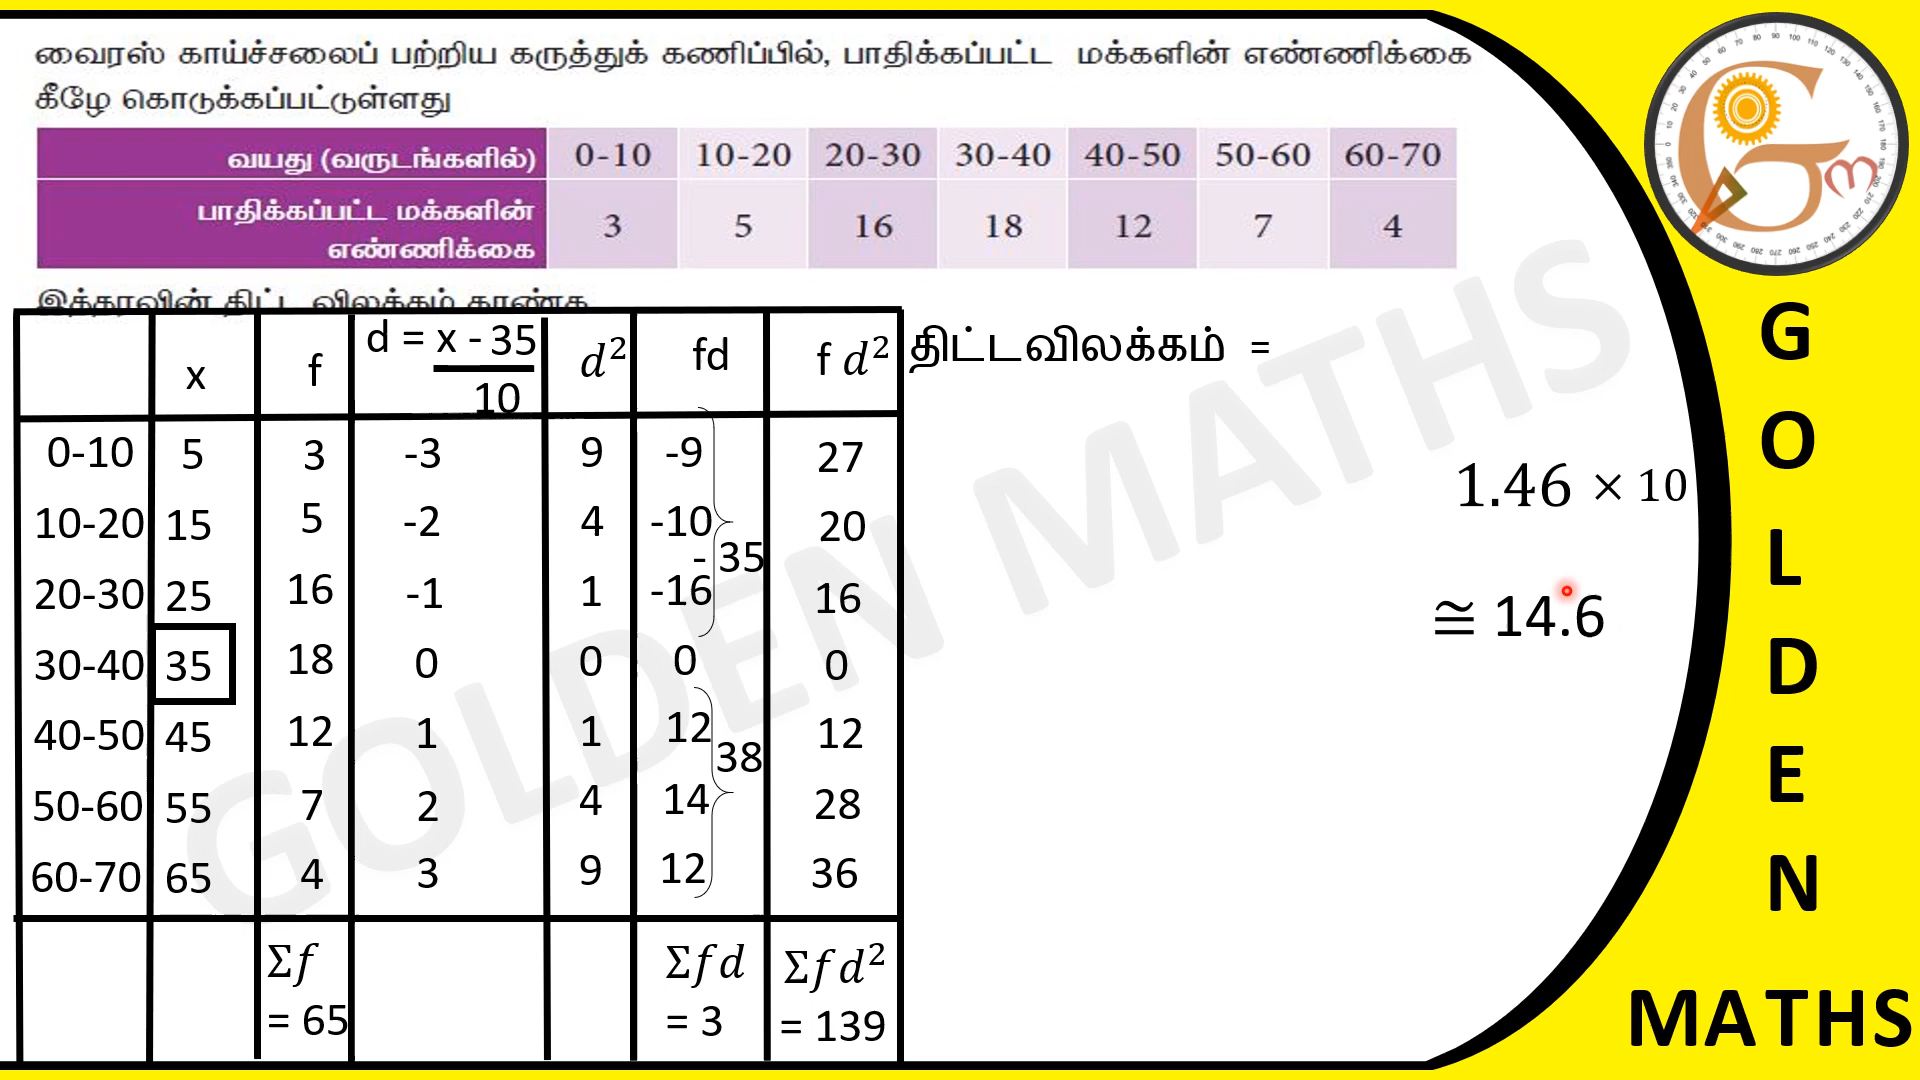 வைரஸ் காய்ச்சலைப் பற்றிய கருத்துக் கணிப்பில், பாதிக்கப்பட்ட மக்களின் எண்ணிக்கை
கீழே கொடுக்கப்பட்டுள்ளது
வயது (வருடங்களில்) 0-10 10-20 20-30 30-40 40-50 50-60 60-70
பாதிக்கப்பட்ட மக்களின்
எண்ணிக்கை 3 5 16 18 12 7 4
இத்தரவின் திட்ட விலக்கம் காண்க
x f d = x - 35 / 10 d² fd f d²
0-10 5 3 -3 9 -9 27
10-20 15 5 -2 4 -10 20
- 35
20-30 25 16 -1 1 -16 16
30-40 35 18 0 0 0 0
40-50 45 12 1 1 12 12
38
50-60 55 7 2 4 14 28
60-70 65 4 3 9 12 36
Σf Σfd Σfd²
= 65 = 3 = 139
திட்டவிலக்கம் =
1.46 × 10
≅ 14.6
GOLDEN MATHS
Gm
G
O
L
D
E
N
MATHS